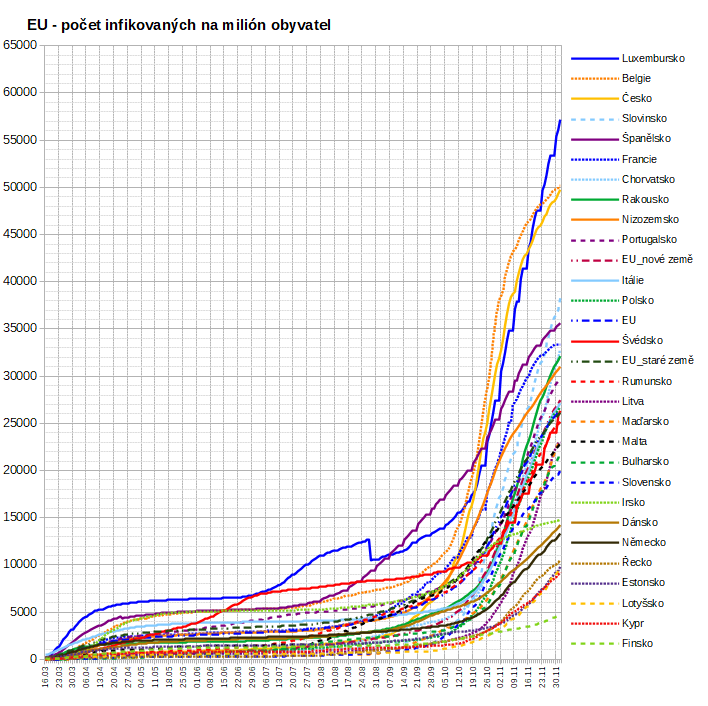 EU - počet infikovaných na milión obyvatel
65000
60000
55000
50000
45000
40000
35000
30000
25000
20000
15000
10000
5000
0
Luxembursko
Belgie
Česko
Slovinsko
Španělsko
Francie
Chorvatsko
Rakousko
Nizozemsko
Portugalsko
EU_nové země
Itálie
Polsko
EU
Švédsko
EU_staré země
Rumunsko
Litva
Maďarsko
Malta
Bulharsko
Slovensko
Irsko
Dánsko
Německo
Řecko
Estonsko
Lotyšsko
Kypr
Finsko
16.03
23.03
30.03
06.04
13.04
20.04
27.04
04.05
11.05
18.05
25.05
01.06
08.06
15.06
22.06
29.06
06.07
13.07
20.07
27.07
03.08
10.08
17.08
24.08
31.08
07.09
14.09
21.09
28.09
05.10
12.10
19.10
26.10
02.11
09.11
16.11
23.11
30.11